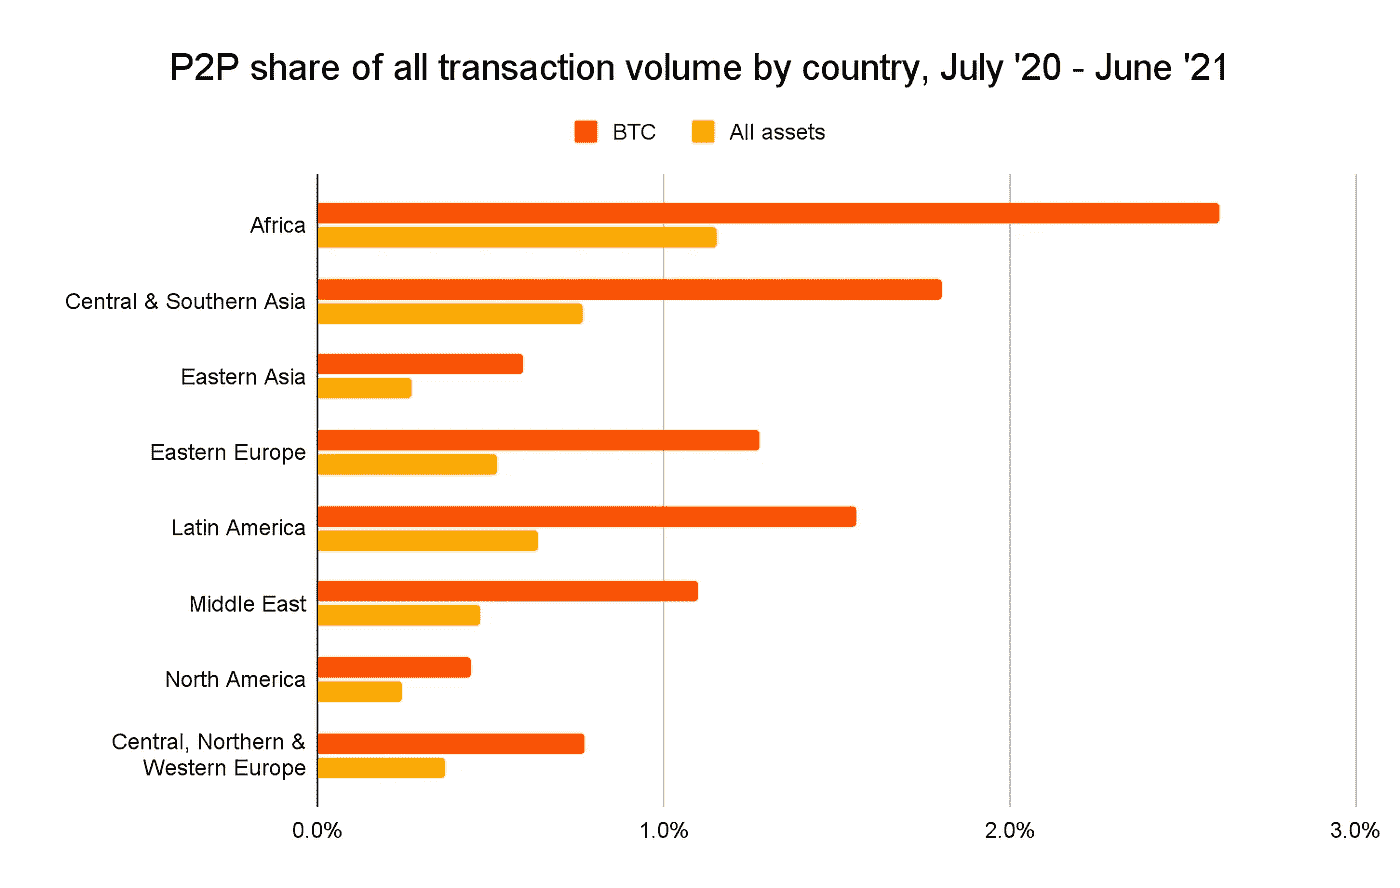 P2P share of all transaction volume by country, July '20 - June '21
BTC
All assets
Africa
Central & Southern Asia
Eastern Asia
Eastern Europe
Latin America
Middle East
North America
Central, Northern &
Western Europe
0.0%
1.0%
2.0%
3.0%